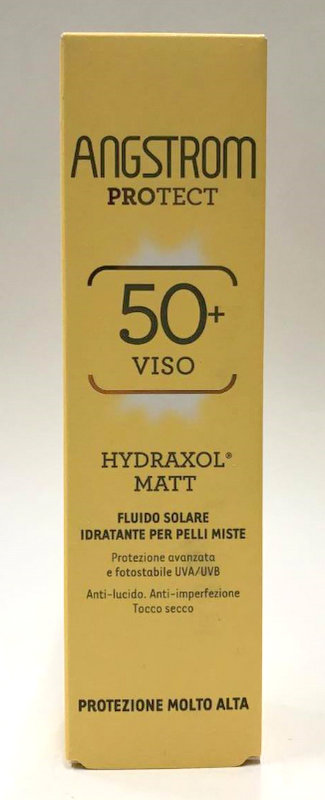 ANGSTROM
PROTECT
50+
VISO
HYDRAXOL®
MATT
FLUIDO SOLARE
IDRATANTE PER PELLI MISTE
Protezione avanzata
e fotostabile UVA/UVB
Anti-lucido. Anti-imperfezione
Tocco secco
PROTEZIONE MOLTO ALTA